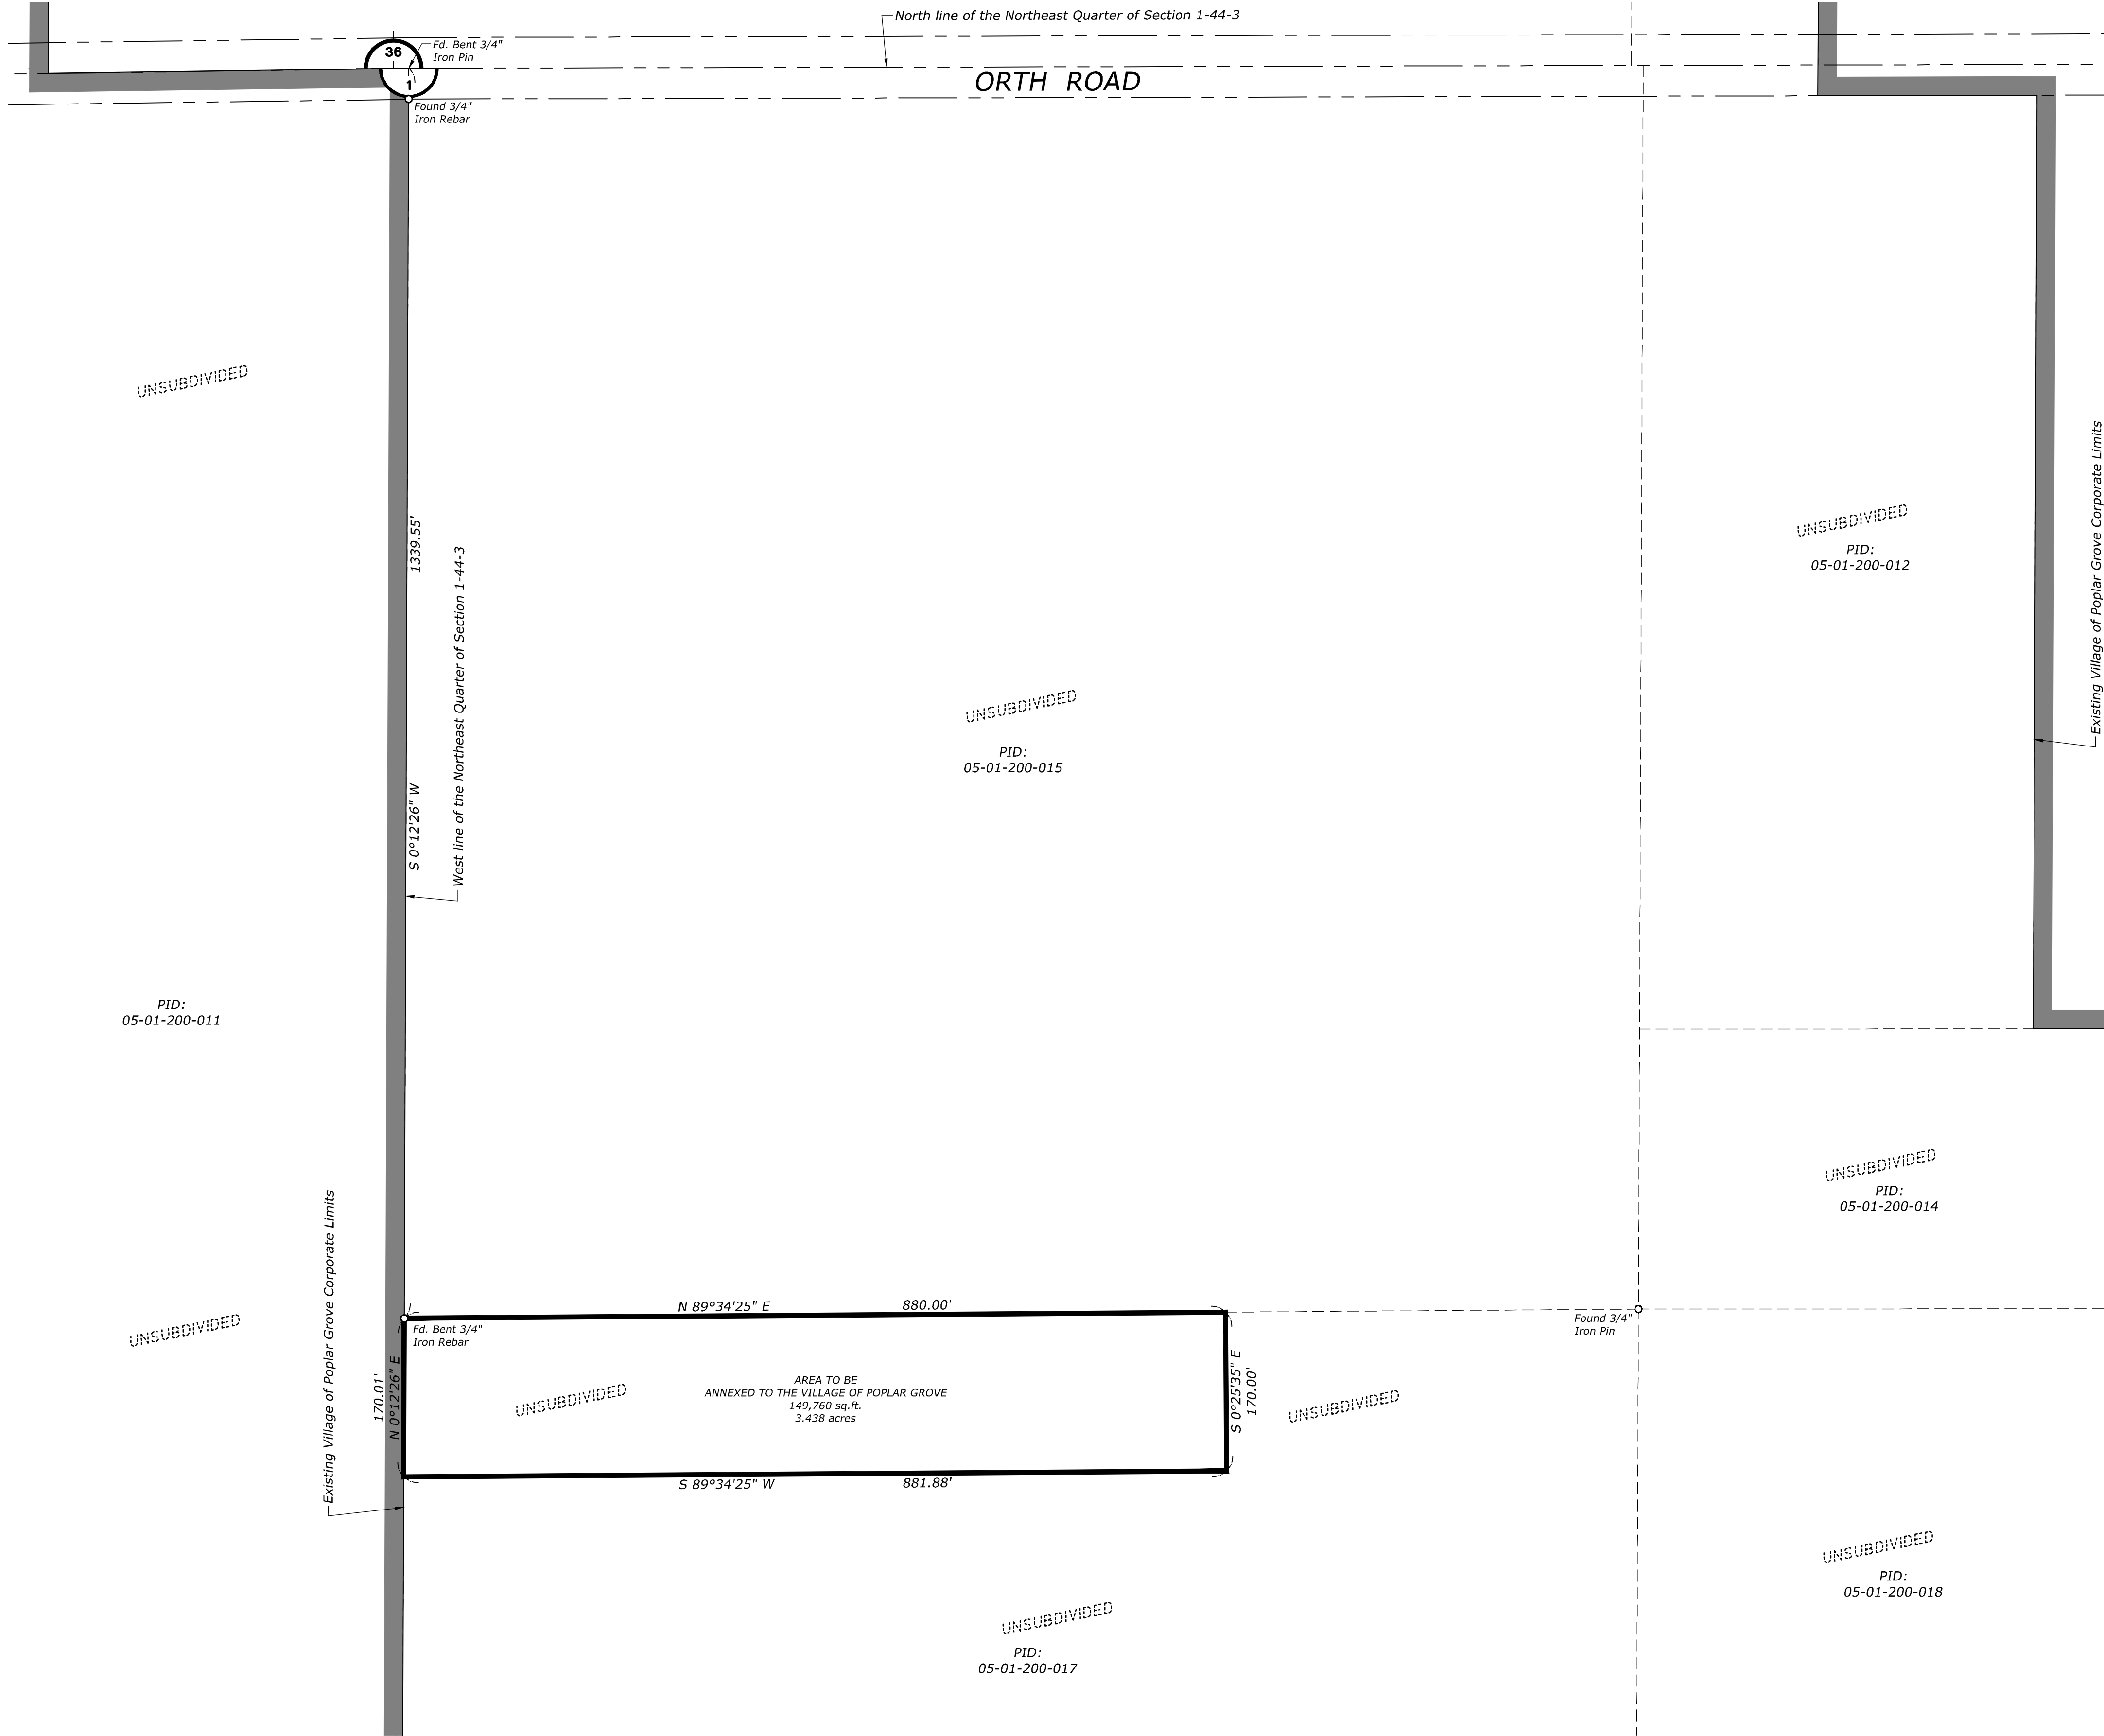 North line of the Northeast Quarter of Section 1-44-3
36
Fd. Bent 3/4"
Iron Pin
1
ORTH ROAD
Found 3/4"
Iron Rebar
UNSUBDIVIDED
1339.55'
S 0°12'26" W
West line of the Northeast Quarter of Section 1-44-3
UNSUBDIVIDED
PID:
05-01-200-012
Existing Village of Poplar Grove Corporate Limits
UNSUBDIVIDED
PID:
05-01-200-015
PID:
05-01-200-011
UNSUBDIVIDED
PID:
05-01-200-014
Existing Village of Poplar Grove Corporate Limits
UNSUBDIVIDED
N 89°34'25" E 880.00'
Fd. Bent 3/4"
Iron Rebar
Found 3/4"
Iron Pin
170.01'
N 0°12'26" E
UNSUBDIVIDED
AREA TO BE
ANNEXED TO THE VILLAGE OF POPLAR GROVE
149,760 sq.ft.
3.438 acres
S 0°25'35" E
170.00'
UNSUBDIVIDED
S 89°34'25" W 881.88'
UNSUBDIVIDED
PID:
05-01-200-018
UNSUBDIVIDED
PID:
05-01-200-017